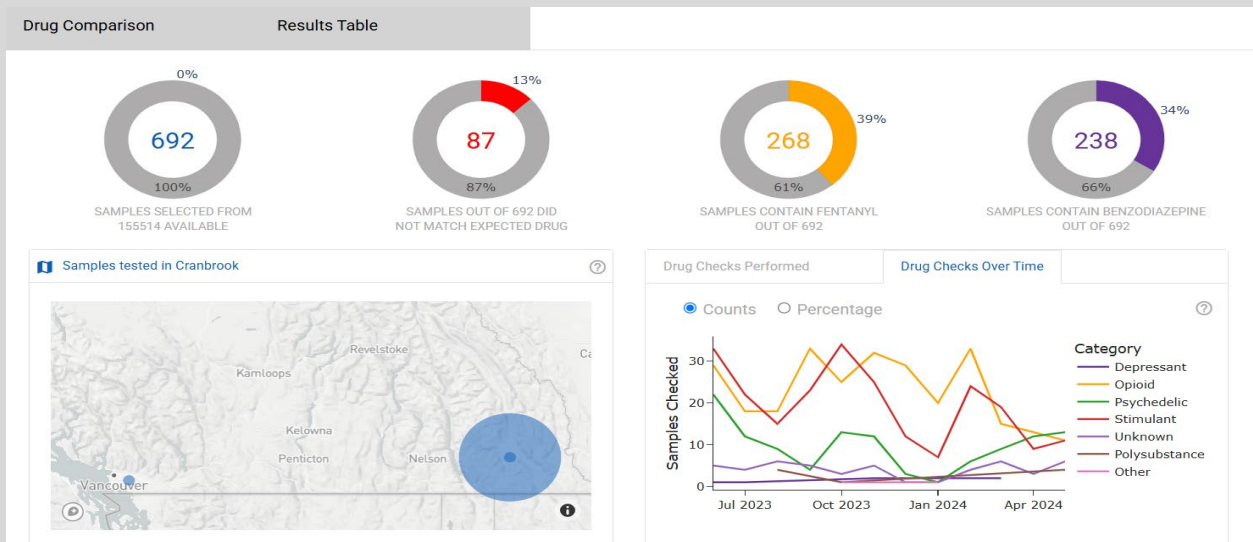 Drug Comparison
Results Table
0%
692
100%
SAMPLES SELECTED FROM
155514 AVAILABLE
13%
87
87%
SAMPLES OUT OF 692 DID
NOT MATCH EXPECTED DRUG
39%
268
61%
SAMPLES CONTAIN FENTANYL
OUT OF 692
34%
238
66%
SAMPLES CONTAIN BENZODIAZEPINE
OUT OF 692
Samples tested in Cranbrook
?
Revelstoke
Ca
Kamloops
Kelowna
Penticton
Nelson
Vancouver
i
Drug Checks Performed
Drug Checks Over Time
Counts
Percentage
?
Samples Checked
30
20
10
0
Jul 2023
Oct 2023
Jan 2024
Apr 2024
Category
Depressant
Opioid
Psychedelic
Stimulant
Unknown
Polysubstance
Other